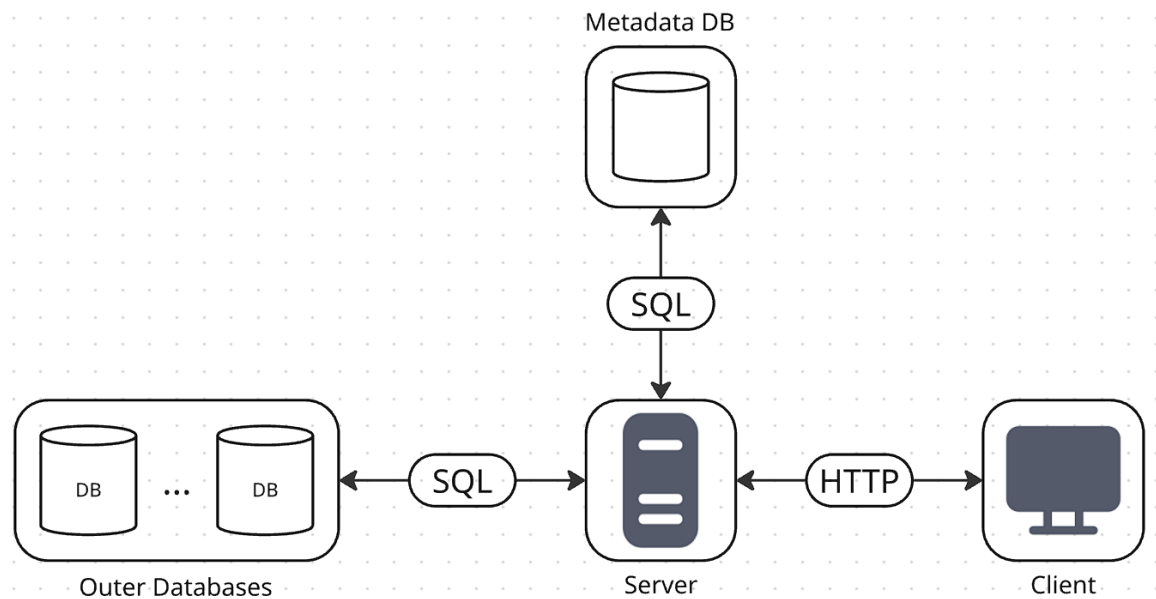 Metadata DB
SQL
DB
...
DB
SQL
HTTP
Outer Databases
Server
Client